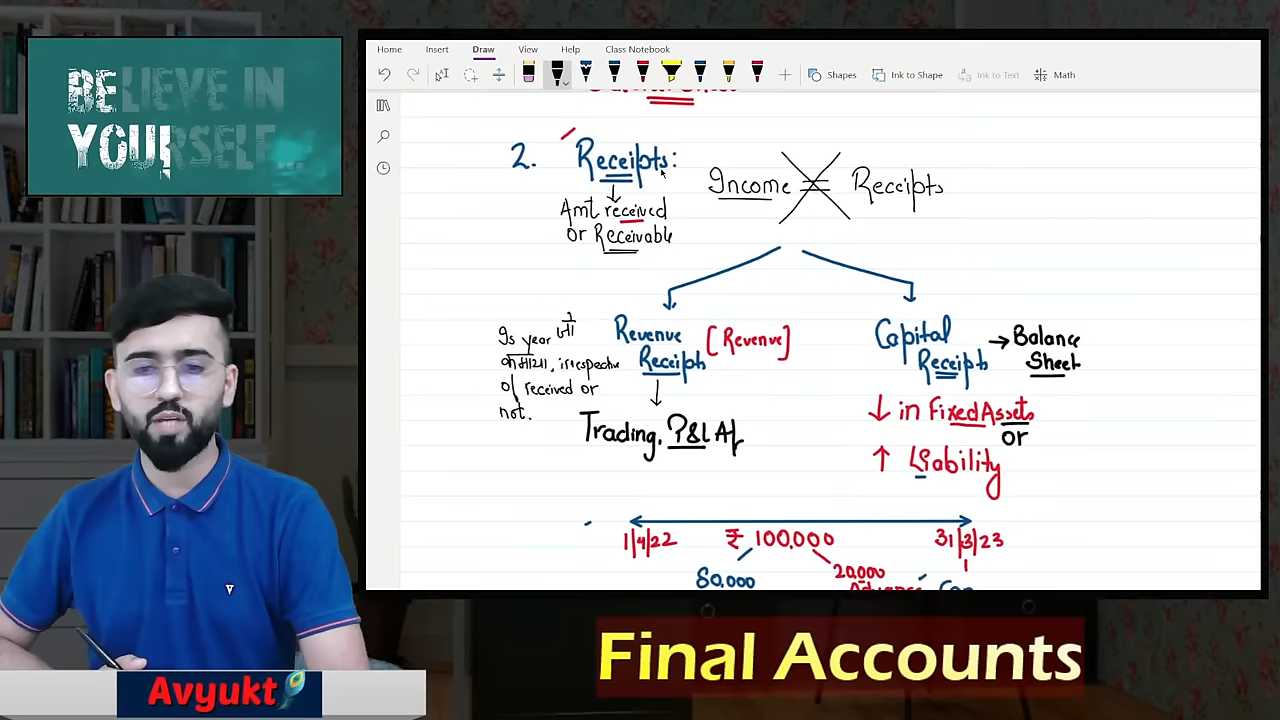 BELIEVE IN
YOURSELF...
Home Insert Draw View Help Class Notebook
Shapes Ink to Shape Ink to Text Math
2. Receipts:
Income Receipts
Amt received
or Receivable
Revenue
Receipts
[Revenue]
Capital
Receipts
→ Balance
Sheet
Is year
irrespective
of received or
not.
Trading, P&L A/
↓ in Fixed Assets
or
↑ Liability
1/4/22 ₹ 100,000 31/3/23
80,000 20,000
Final Accounts
Avyukt